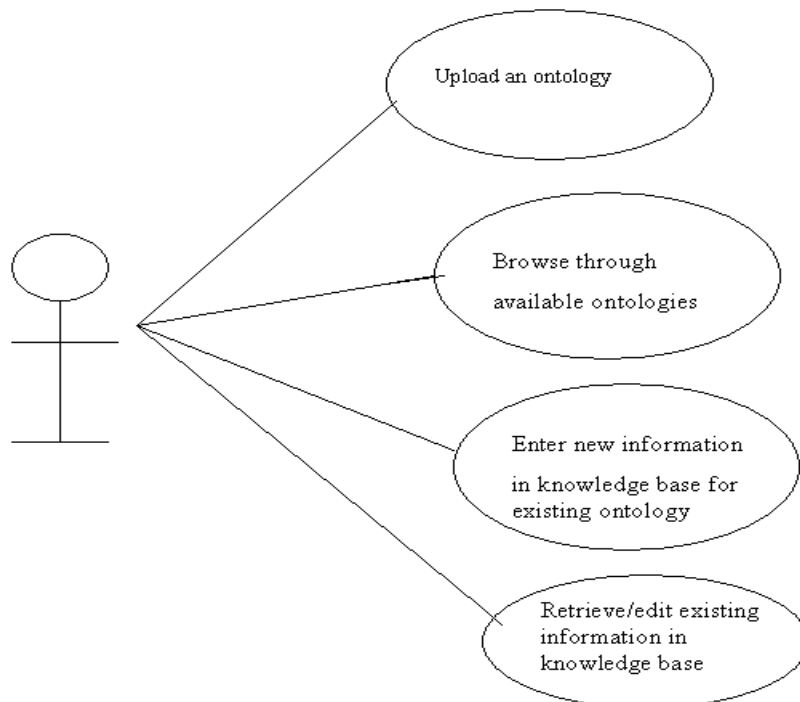 Upload an ontology
Browse through
available ontologies
Enter new information
in knowledge base for
existing ontology
Retrieve/edit existing
information in
knowledge base